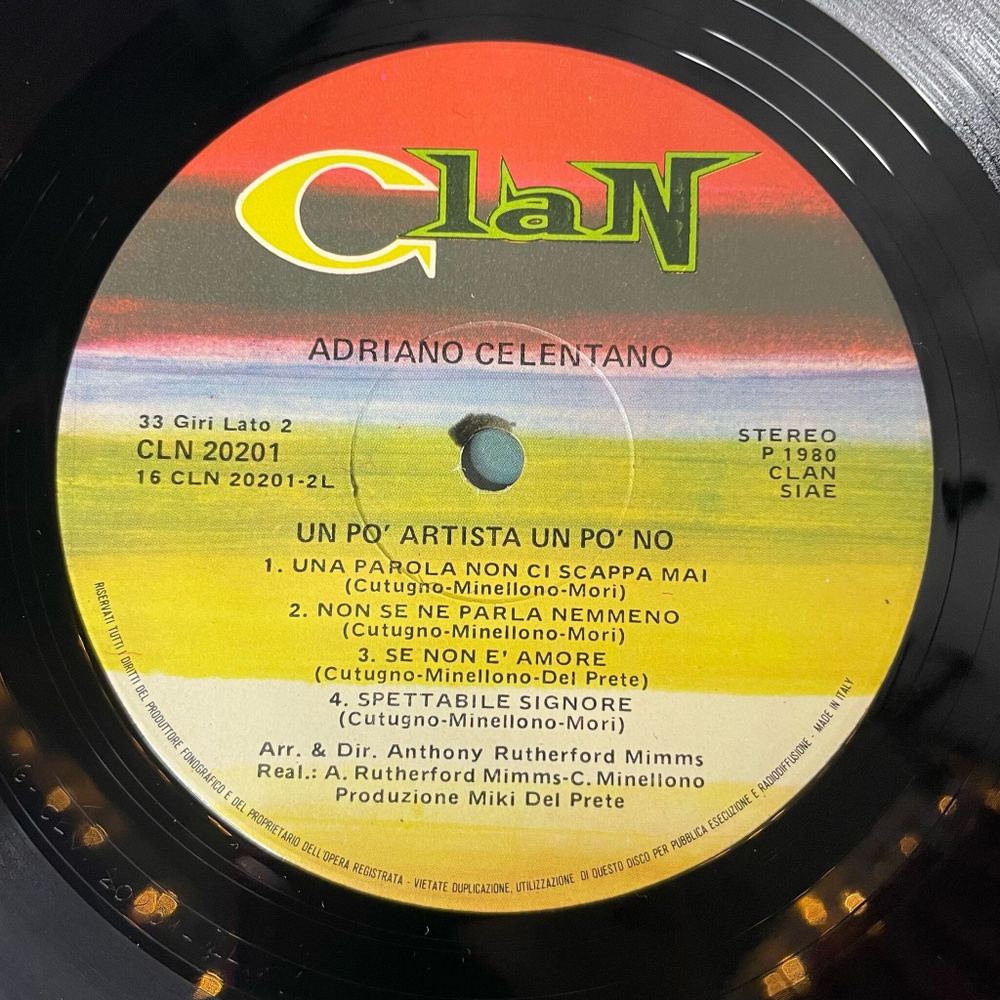 ClaN
ADRIANO CELENTANO
33 Giri Lato 2
CLN 20201
16 CLN 20201-2L
STEREO
P 1980
CLAN
SIAE
UN PO' ARTISTA UN PO' NO
1. UNA PAROLA NON CI SCAPPA MAI
(Cutugno-Minellono-Mori)
2. NON SE NE PARLA NEMMENO
(Cutugno-Minellono-Mori)
3. SE NON E' AMORE
(Cutugno-Minellono-Del Prete)
4. SPETTABILE SIGNORE
(Cutugno-Minellono-Mori)
Arr. & Dir. Anthony Rutherford Mimms
Real.: A. Rutherford Mimms-C. Minellono
Produzione Miki Del Prete
RISERVATI TUTTI I DIRITTI DEL PRODUTTORE FONOGRAFICO E DEL PROPRIETARIO DELL'OPERA REGISTRATA - VIETATE DUPLICAZIONE, UTILIZZAZIONE DI QUESTO DISCO PER PUBBLICA ESECUZIONE E RADIODIFFUSIONE - MADE IN ITALY